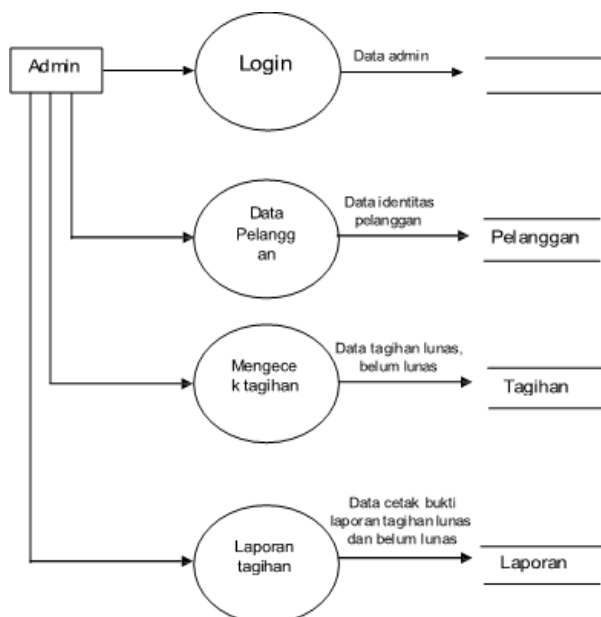 Admin
Login
Data admin
Data
Pelangg
an
Data identitas
pelanggan
Pelanggan
Mengece
k tagihan
Data tagihan lunas,
belum lunas
Tagihan
Laporan
tagihan
Data cetak bukti
laporan tagihan lunas
dan belum lunas
Laporan